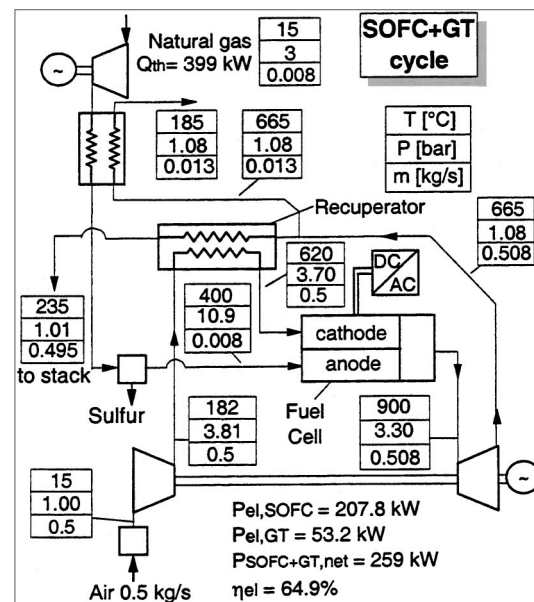 SOFC+GT
cycle
Natural gas
Qth= 399 kW
15
3
0.008
~
185
1.08
0.013
665
1.08
0.013
T [°C]
P [bar]
m [kg/s]
Recuperator
665
1.08
0.508
620
3.70
0.5
DC
AC
235
1.01
0.495
to stack
400
10.9
0.008
cathode
anode
Sulfur
Fuel
Cell
182
3.81
0.5
900
3.30
0.508
15
1.00
0.5
~
Pel,SOFC = 207.8 kW
Pel,GT = 53.2 kW
PSOFC+GT,net = 259 kW
ηel = 64.9%
Air 0.5 kg/s